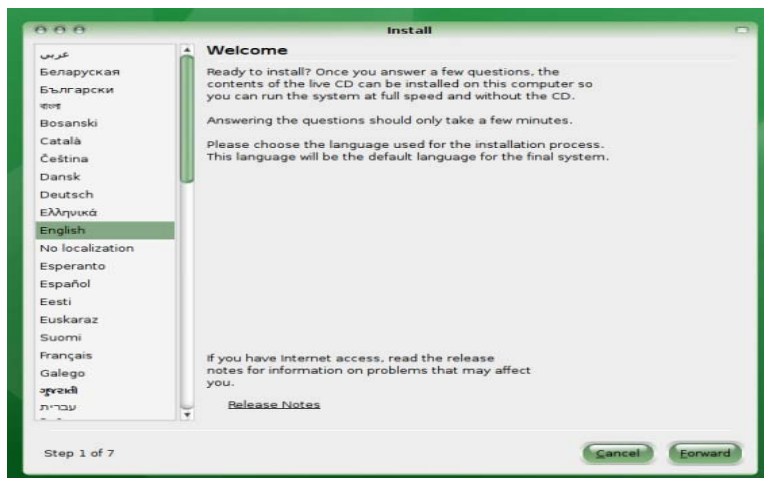 Install
عربي
Беларуская
Български
বাংলা
Bosanski
Català
Čeština
Dansk
Deutsch
Ελληνικά
English
No localization
Esperanto
Español
Eesti
Euskaraz
Suomi
Français
Galego
ગુજરાતી
עברית
Welcome
Ready to install? Once you answer a few questions, the
contents of the live CD can be installed on this computer so
you can run the system at full speed and without the CD.
Answering the questions should only take a few minutes.
Please choose the language used for the installation process.
This language will be the default language for the final system.
If you have Internet access, read the release
notes for information on problems that may affect
you.
Release Notes
Step 1 of 7
Cancel
Forward